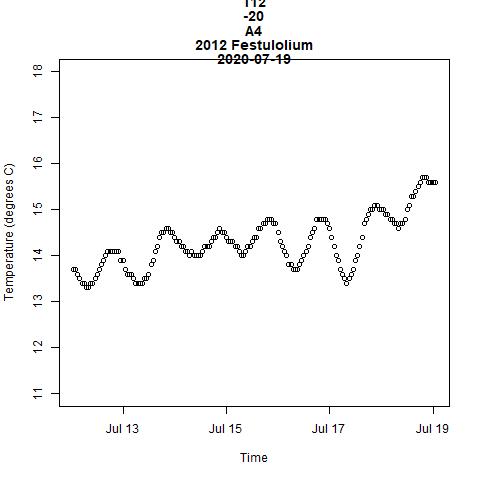 T12
-20
A4
2012 Festulolium
2020-07-19
18
17
16
15
14
13
12
11
Temperature (degrees C)
Jul 13
Jul 15
Jul 17
Jul 19
Time